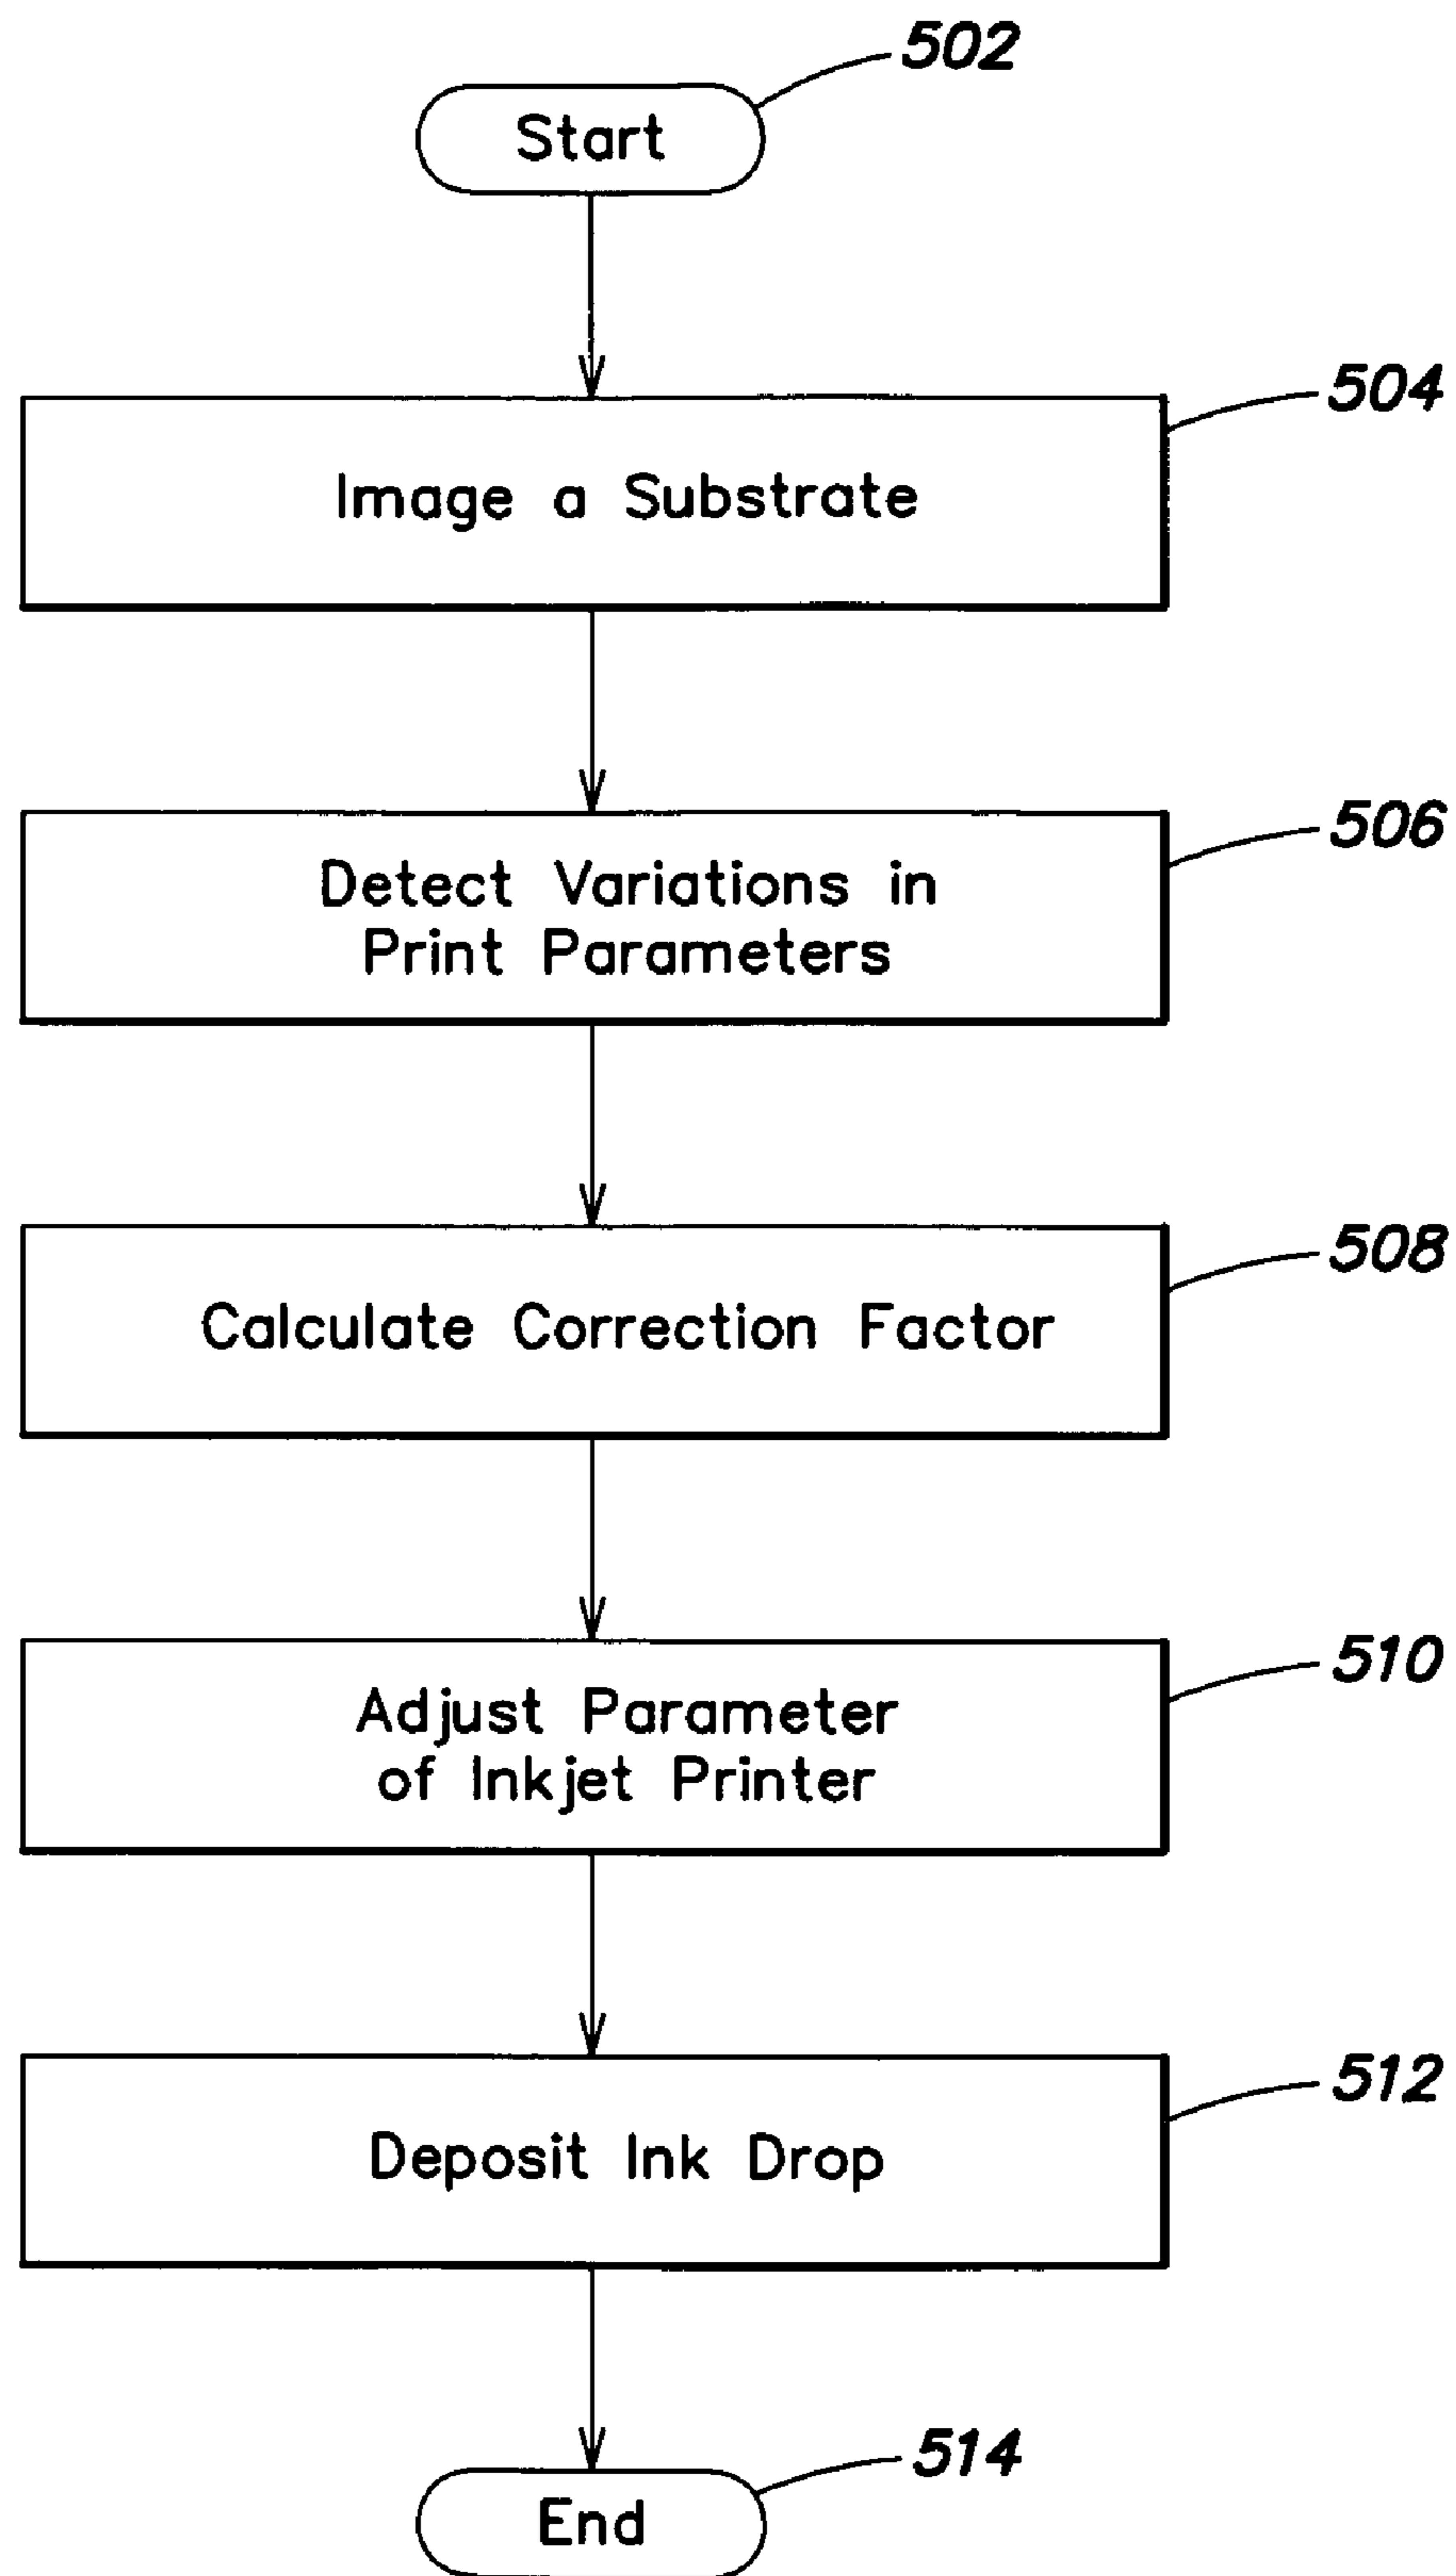 502
Start
504
Image a Substrate
506
Detect Variations in
Print Parameters
508
Calculate Correction Factor
510
Adjust Parameter
of Inkjet Printer
512
Deposit Ink Drop
514
End